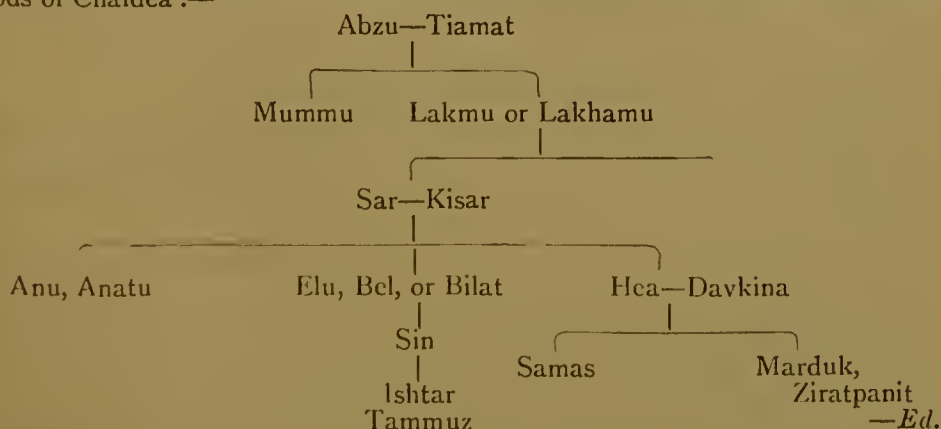 ods of Chaldea :—
Abzu—Tiamat
Mummu Lakmu or Lakhamu
Sar—Kisar
Anu, Anatu Elu, Bel, or Bilat Hea—Davkina
Sin
Samas Marduk,
Ishtar Ziratpanit
Tammuz —Ed.